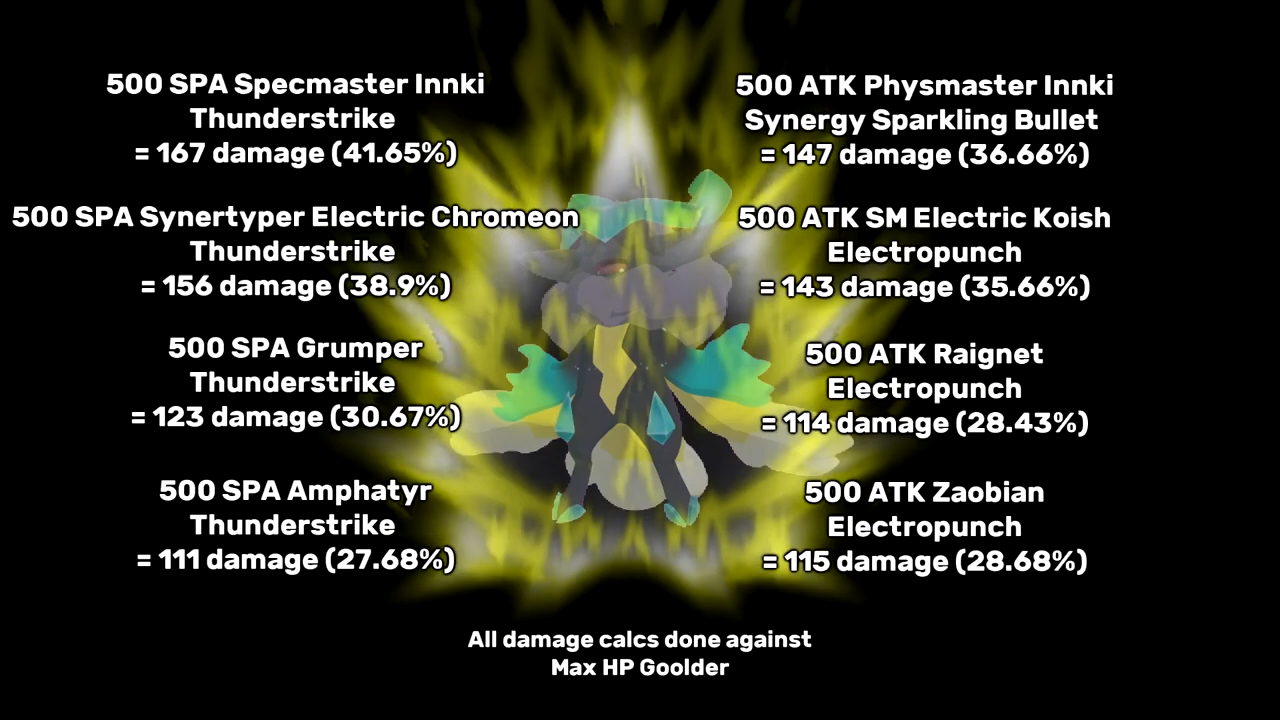 500 SPA Specmaster Innki
Thunderstrike
= 167 damage (41.65%)
500 SPA Synertyper Electric Chromeon
Thunderstrike
= 156 damage (38.9%)
500 SPA Grumper
Thunderstrike
= 123 damage (30.67%)
500 SPA Amphatyr
Thunderstrike
= 111 damage (27.68%)
500 ATK Physmaster Innki
Synergy Sparkling Bullet
= 147 damage (36.66%)
500 ATK SM Electric Koish
Electropunch
= 143 damage (35.66%)
500 ATK Raignet
Electropunch
= 114 damage (28.43%)
500 ATK Zaobian
Electropunch
= 115 damage (28.68%)
All damage calcs done against
Max HP Goolder